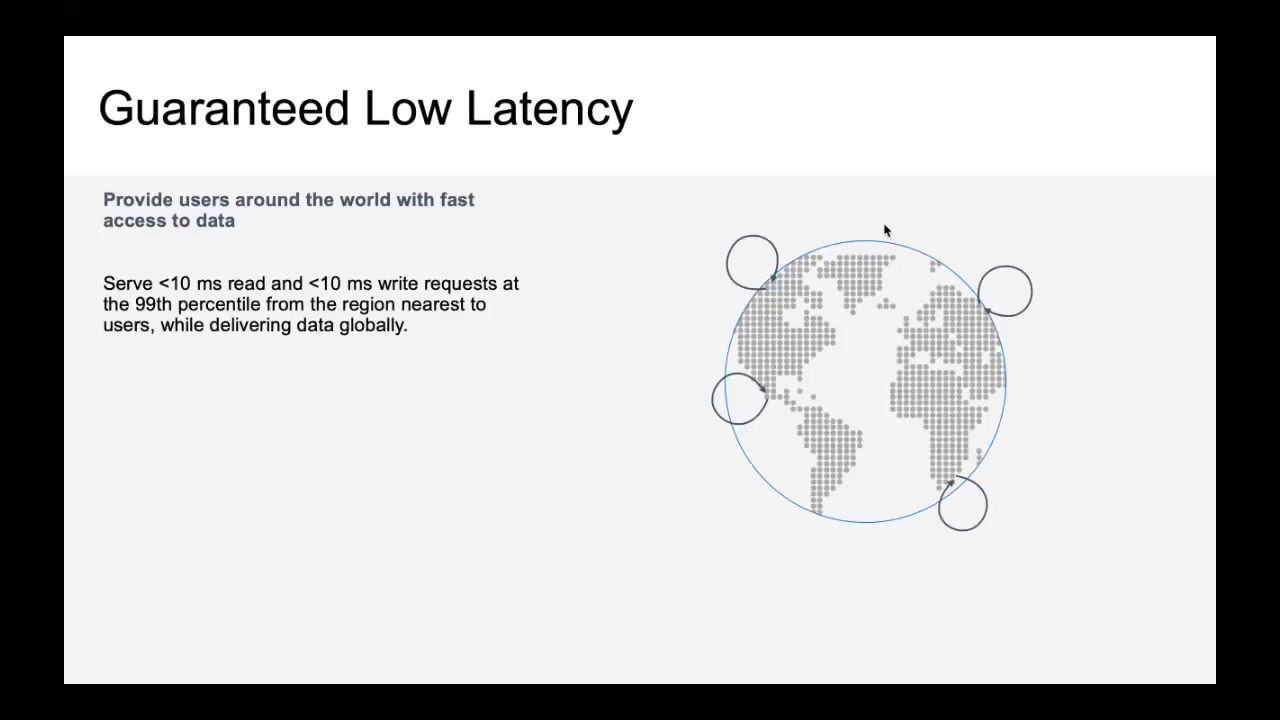 Guaranteed Low Latency
Provide users around the world with fast
access to data
Serve <10 ms read and <10 ms write requests at
the 99th percentile from the region nearest to
users, while delivering data globally.